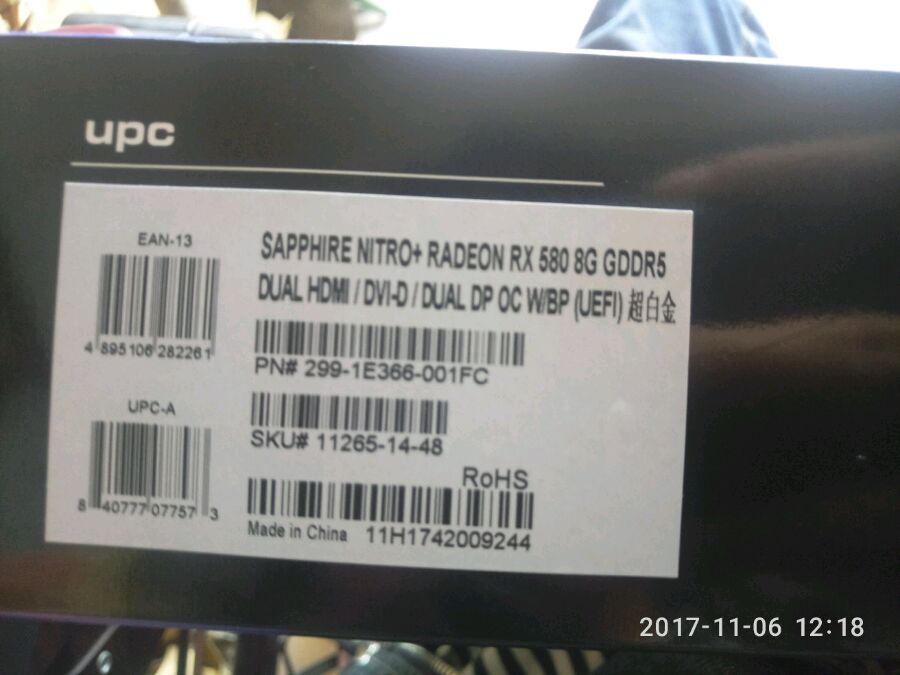 upc
EAN-13
4 895106 282261
UPC-A
8 40777 07757 3
SAPPHIRE NITRO+ RADEON RX 580 8G GDDR5
DUAL HDMI / DVI-D / DUAL DP OC W/BP (UEFI) 超白金
PN# 299-1E366-001FC
SKU# 11265-14-48
RoHS
Made in China 11H1742009244
2017-11-06 12:18